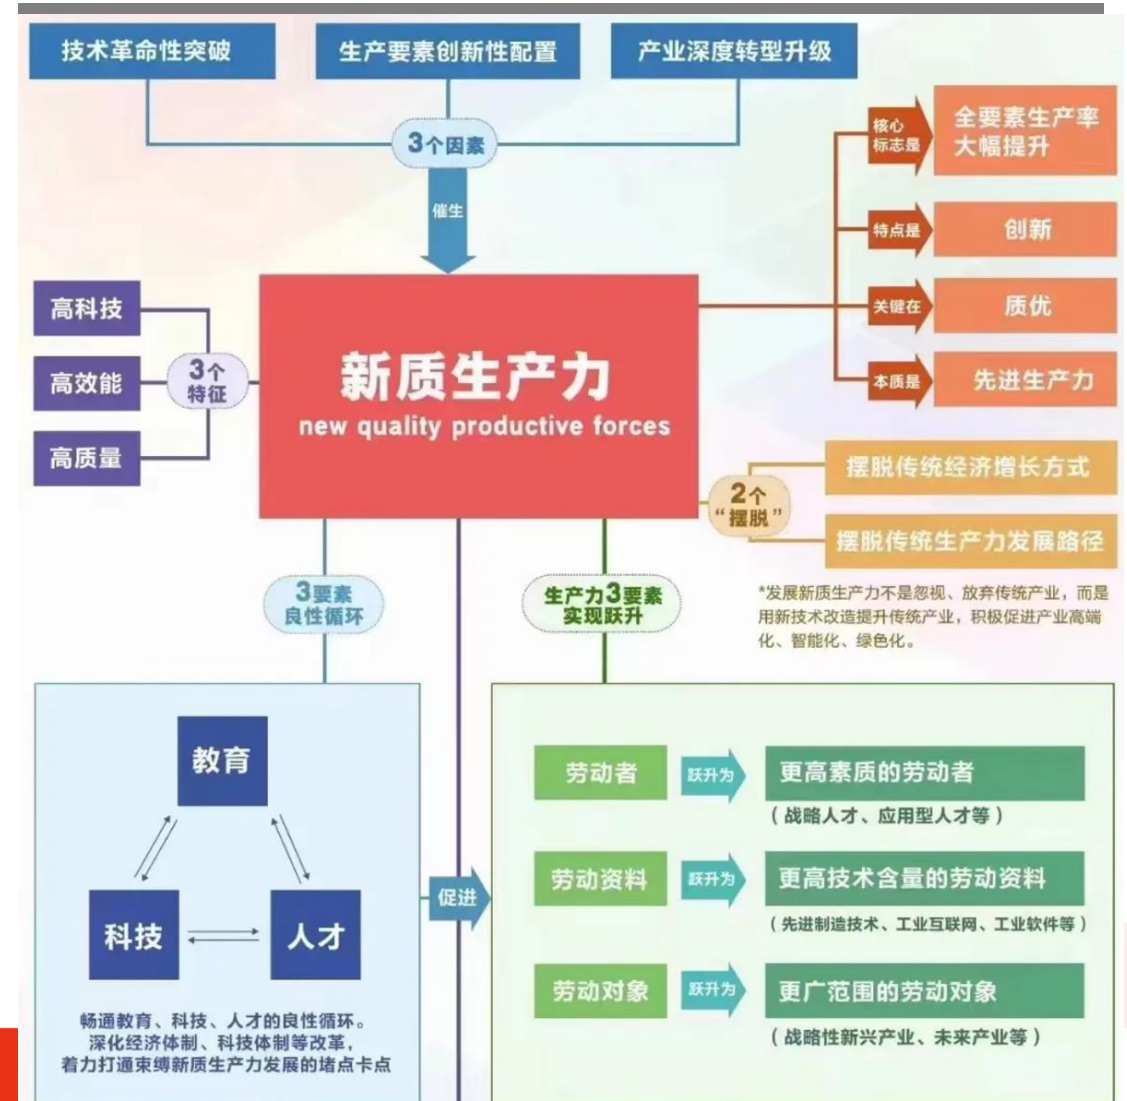 技术革命性突破
生产要素创新性配置
产业深度转型升级
3个因素
催生
核心
标志是
全要素生产率
大幅提升
特点是
创新
关键在
质优
本质是
先进生产力
高科技
高效能
高质量
3个
特征
新质生产力
new quality productive forces
2个
“摆脱”
摆脱传统经济增长方式
摆脱传统生产力发展路径
*发展新质生产力不是忽视、放弃传统产业，而是
用新技术改造提升传统产业，积极促进产业高端
化、智能化、绿色化。
3要素
良性循环
生产力3要素
实现跃升
教育
科技
人才
畅通教育、科技、人才的良性循环。
深化经济体制、科技体制等改革，
着力打通束缚新质生产力发展的堵点卡点
促进
劳动者
跃升为
更高素质的劳动者
（战略人才、应用型人才等）
劳动资料
跃升为
更高技术含量的劳动资料
（先进制造技术、工业互联网、工业软件等）
劳动对象
跃升为
更广范围的劳动对象
（战略性新兴产业、未来产业等）